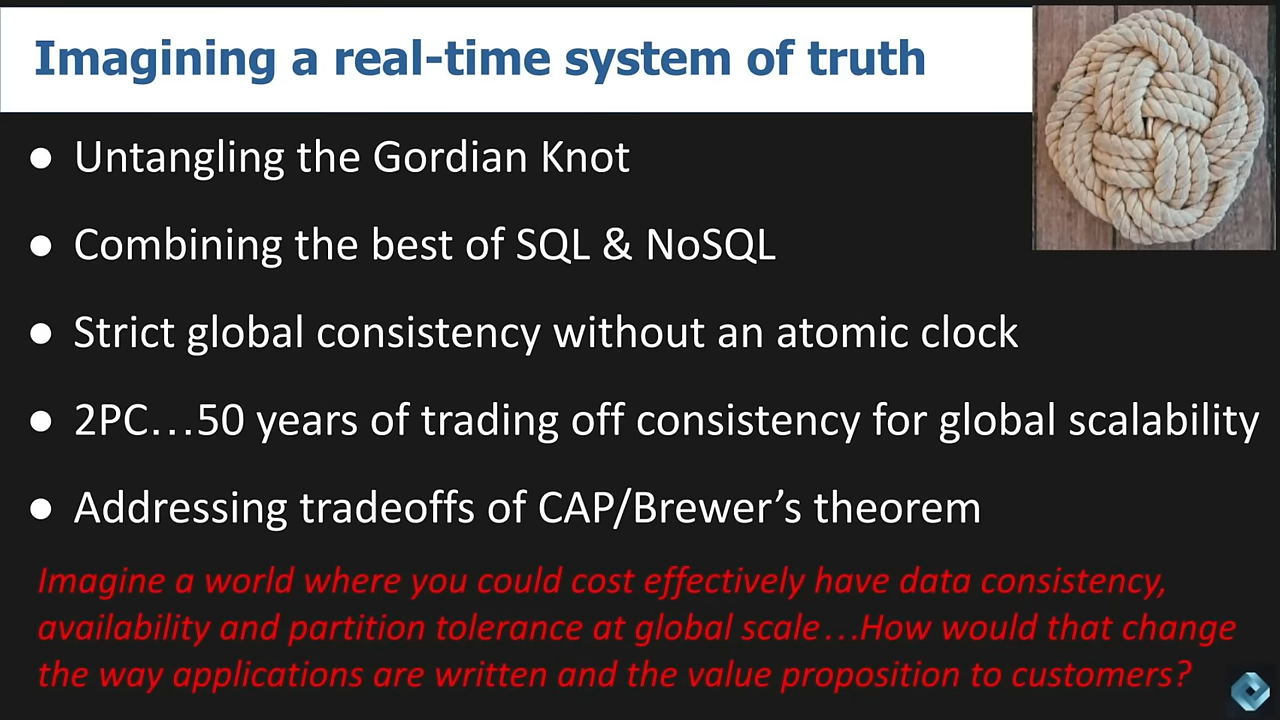 Imagining a real-time system of truth
● Untangling the Gordian Knot
● Combining the best of SQL & NoSQL
● Strict global consistency without an atomic clock
● 2PC…50 years of trading off consistency for global scalability
● Addressing tradeoffs of CAP/Brewer’s theorem
Imagine a world where you could cost effectively have data consistency,
availability and partition tolerance at global scale…How would that change
the way applications are written and the value proposition to customers?